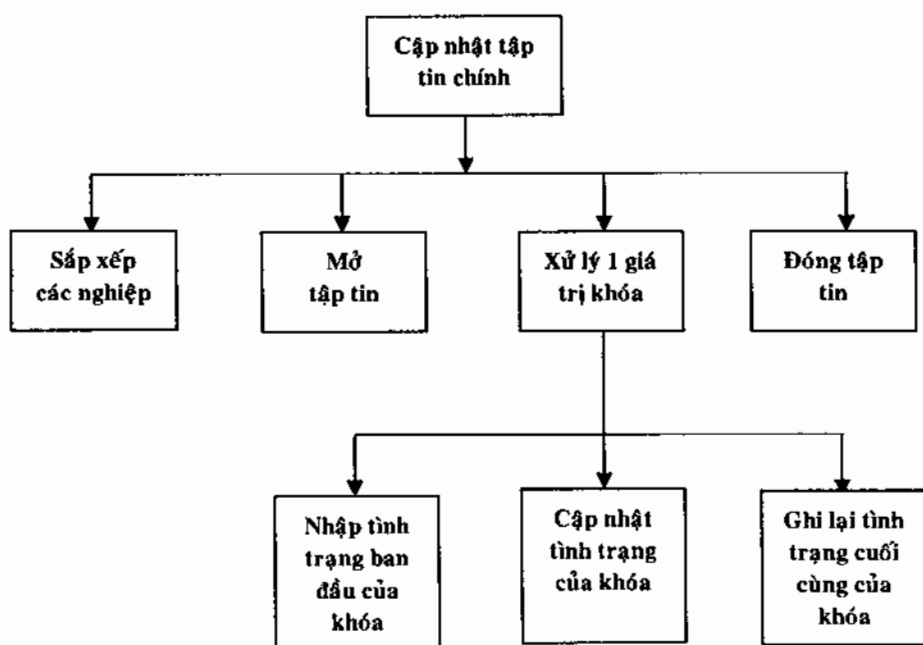 Cập nhật tập
tin chính
Sắp xếp
các nghiệp
Mở
tập tin
Xử lý 1 giá
trị khóa
Đóng tập
tin
Nhập tình
trạng ban
đầu của
khóa
Cập nhật
tình trạng
của khóa
Ghi lại tình
trạng cuối
cùng của
khóa